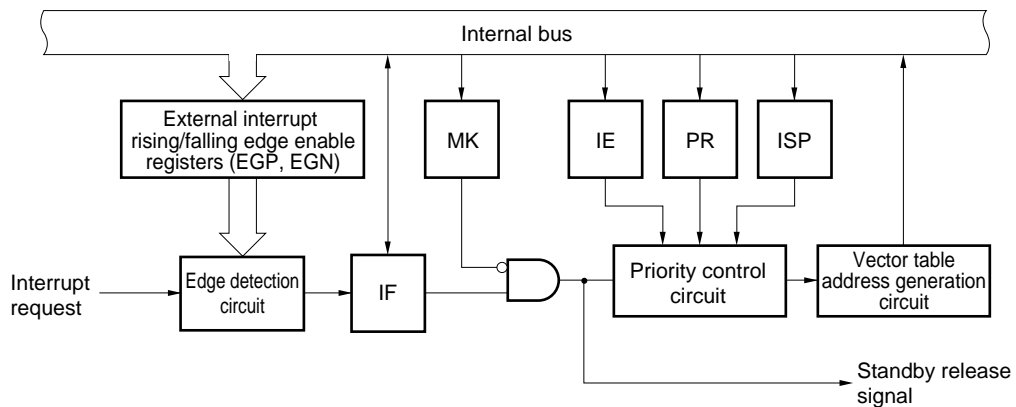 Internal bus
External interrupt
rising/falling edge enable
registers (EGP, EGN)
MK
IE
PR
ISP
Interrupt
request
Edge detection
circuit
IF
Priority control
circuit
Vector table
address generation
circuit
Standby release
signal